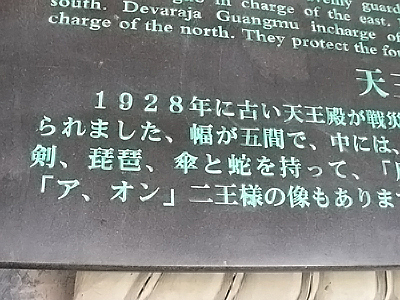 guard
south. Devaraja Guangmu incharge of
charge of the north. They protect the fou
天王
1928年に古い天王殿が戦災
られました、幅が五間で、中には、
剣、琵琶、傘と蛇を持って、「
「ア、オン」二王様の像もありま